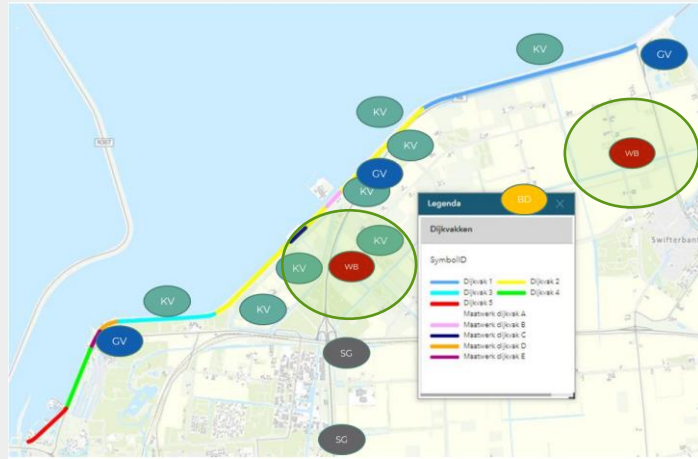 KV
GV
KV
KV
WB
GV
KV
Legenda
BD
Dijkvakken
KV
KV
WB
Swifterban
SymbolID
Dijkvak 1
Dijkvak 2
Dijkvak 3
Dijkvak 4
Dijkvak 5
Maatwerk dijkvak A
Maatwerk dijkvak B
Maatwerk dijkvak C
Maatwerk dijkvak D
Maatwerk dijkvak E
KV
KV
GV
SG
SG